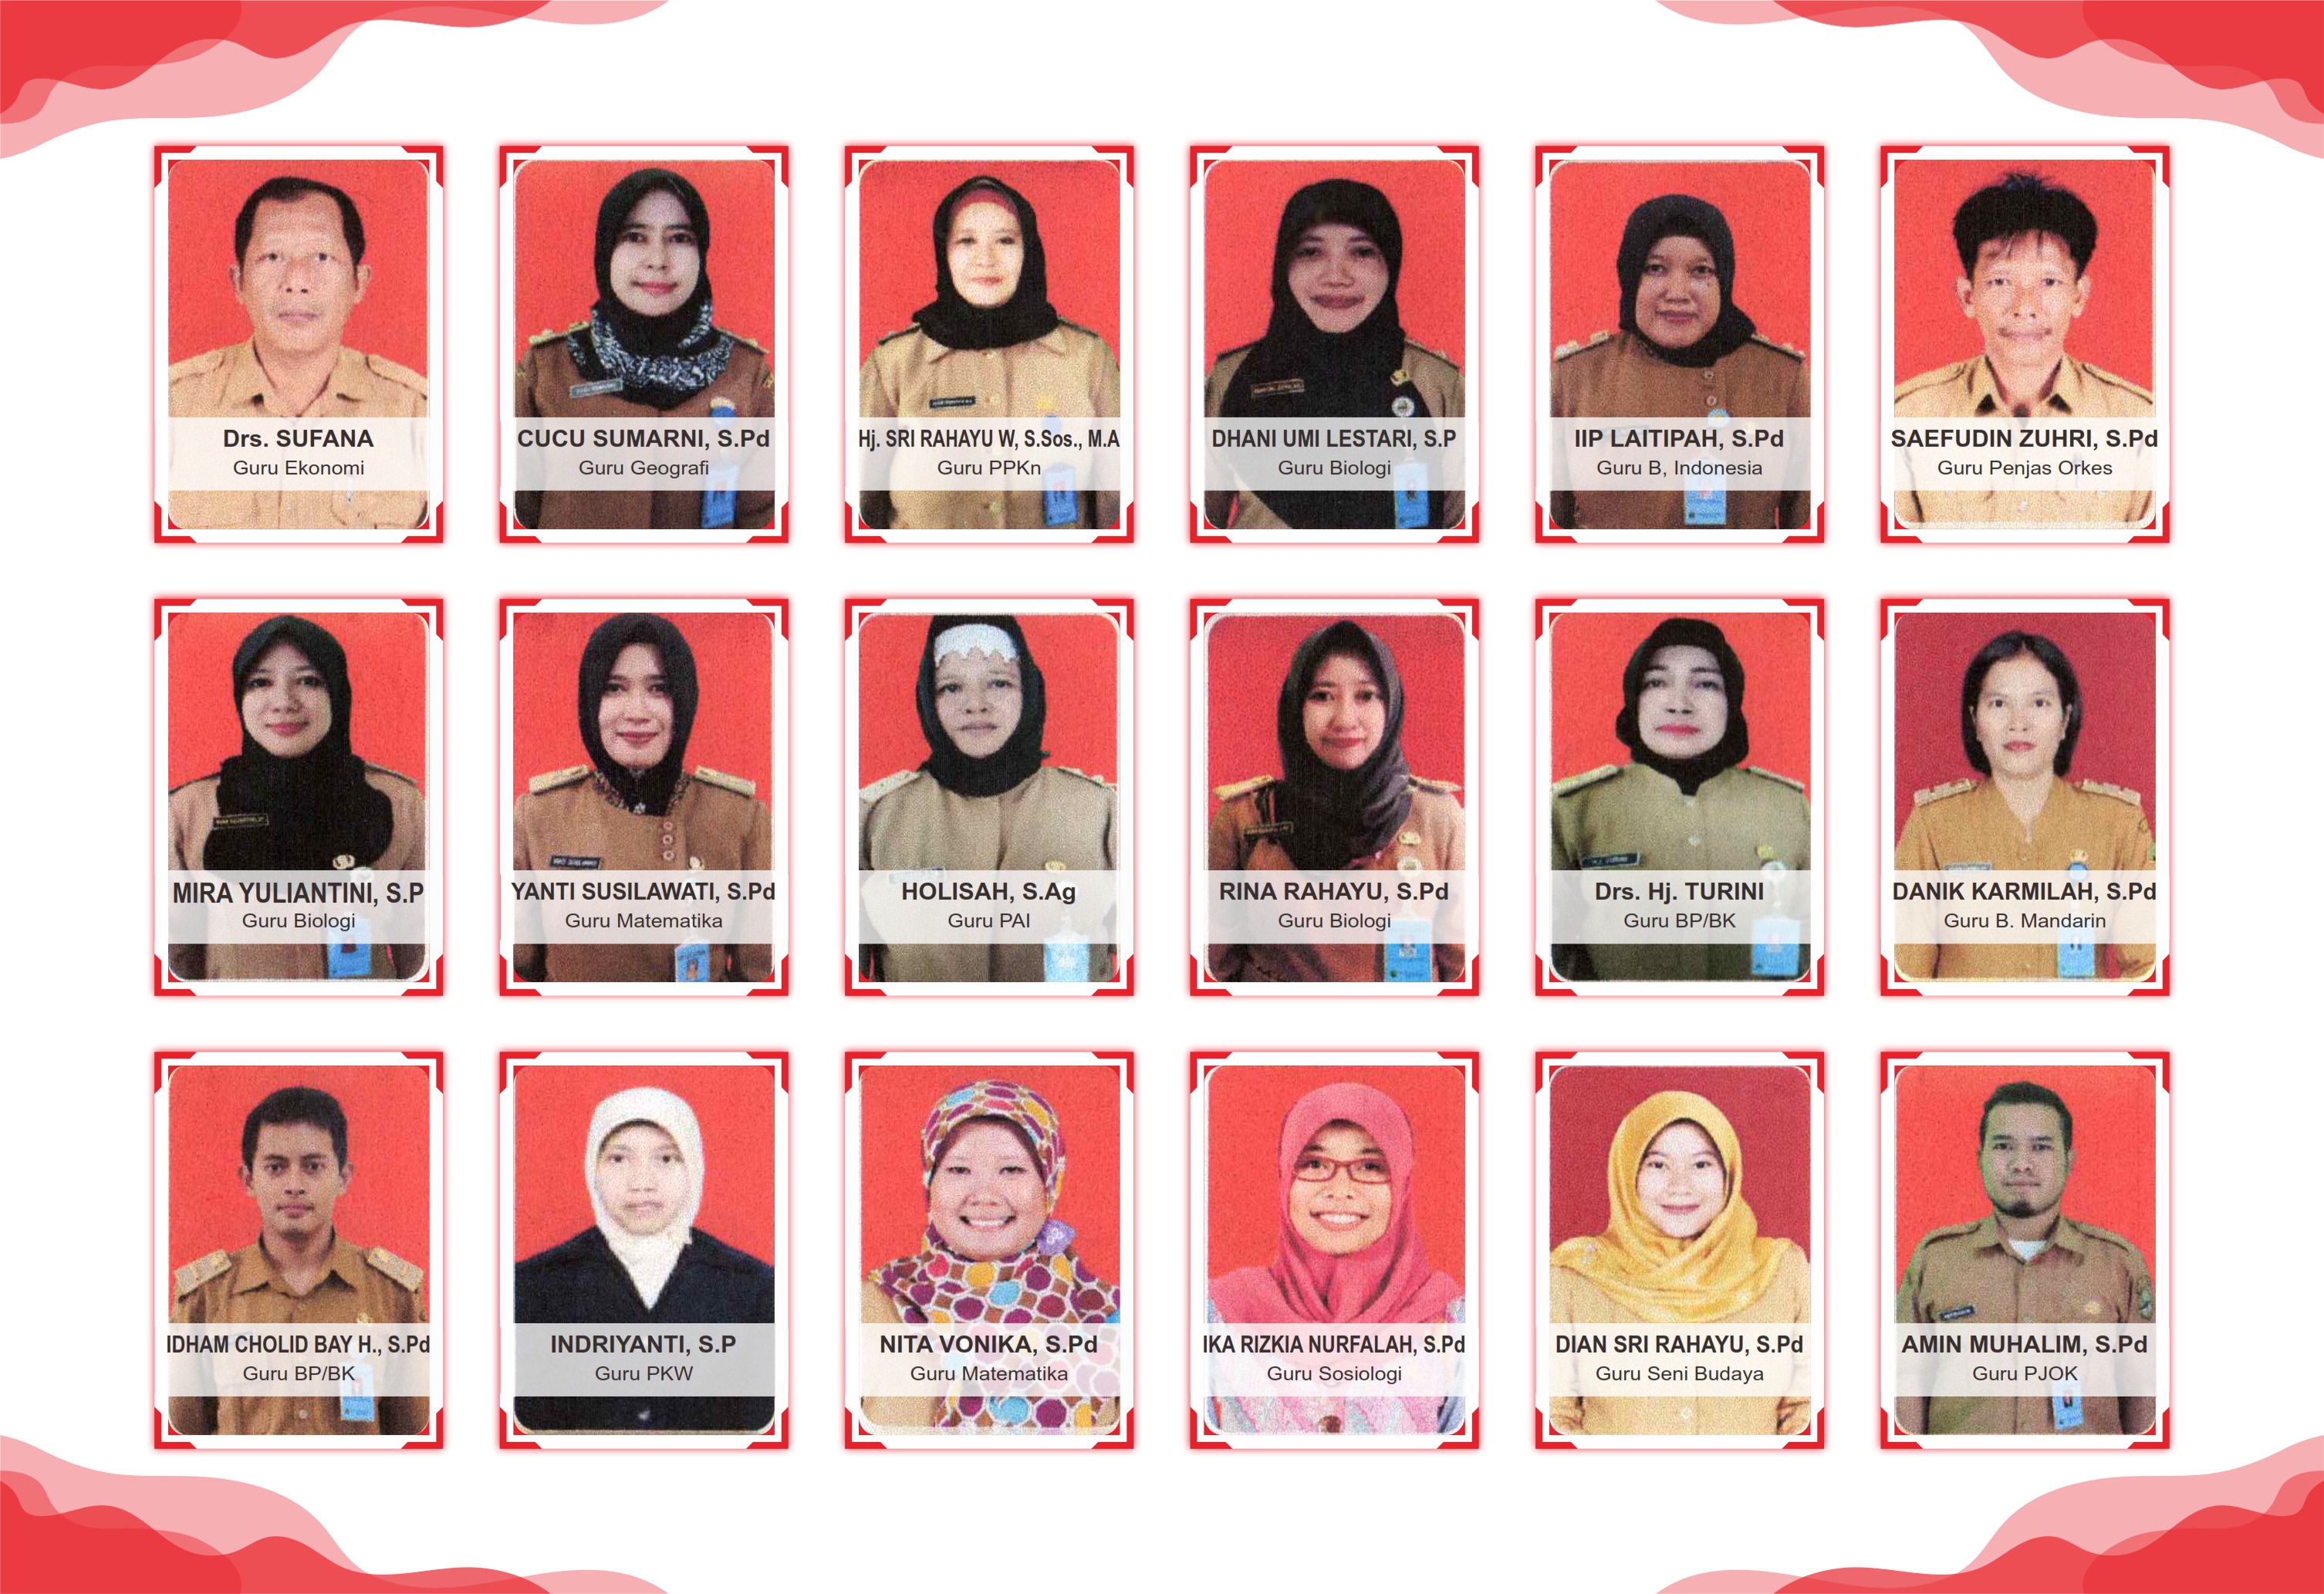 Drs. SUFANA
Guru Ekonomi
CUCU SUMARNI, S.Pd
Guru Geografi
Hj. SRI RAHAYU W, S.Sos., M.A
Guru PPKn
DHANI UMI LESTARI, S.P
Guru Biologi
IIP LAITIPAH, S.Pd
Guru B, Indonesia
SAEFUDIN ZUHRI, S.Pd
Guru Penjas Orkes
MIRA YULIANTINI, S.P
Guru Biologi
YANTI SUSILAWATI, S.Pd
Guru Matematika
HOLISAH, S.Ag
Guru PAI
RINA RAHAYU, S.Pd
Guru Biologi
Drs. Hj. TURINI
Guru BP/BK
DANIK KARMILAH, S.Pd
Guru B. Mandarin
IDHAM CHOLID BAY H., S.Pd
Guru BP/BK
INDRIYANTI, S.P
Guru PKW
NITA VONIKA, S.Pd
Guru Matematika
IKA RIZKIA NURFALAH, S.Pd
Guru Sosiologi
DIAN SRI RAHAYU, S.Pd
Guru Seni Budaya
AMIN MUHALIM, S.Pd
Guru PJOK